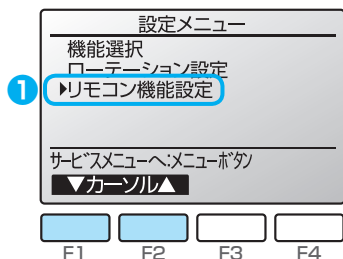 設定メニュー
機能選択
ローテーション設定
1 ▶リモコン機能設定
サービスメニューへ:メニューボタン
▼カーソル▲
F1 F2 F3 F4